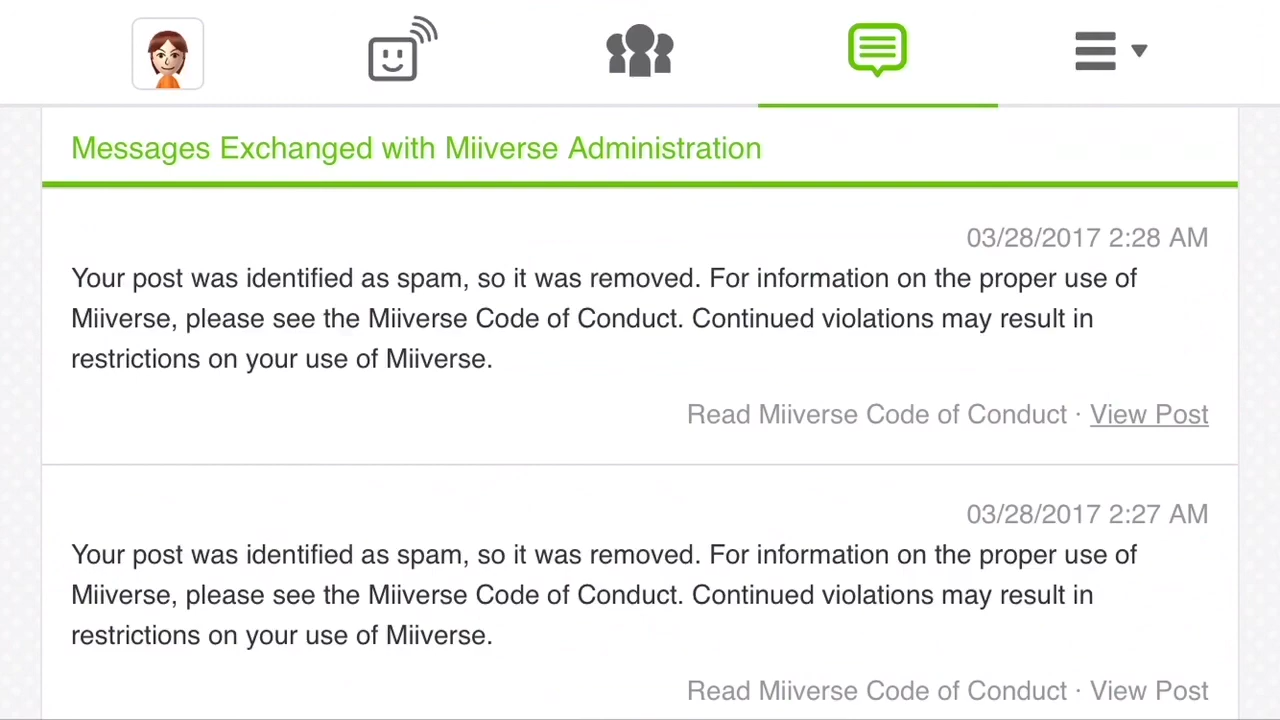 Messages Exchanged with Miiverse Administration
03/28/2017 2:28 AM
Your post was identified as spam, so it was removed. For information on the proper use of
Miiverse, please see the Miiverse Code of Conduct. Continued violations may result in
restrictions on your use of Miiverse.
Read Miiverse Code of Conduct · View Post
03/28/2017 2:27 AM
Your post was identified as spam, so it was removed. For information on the proper use of
Miiverse, please see the Miiverse Code of Conduct. Continued violations may result in
restrictions on your use of Miiverse.
Read Miiverse Code of Conduct · View Post